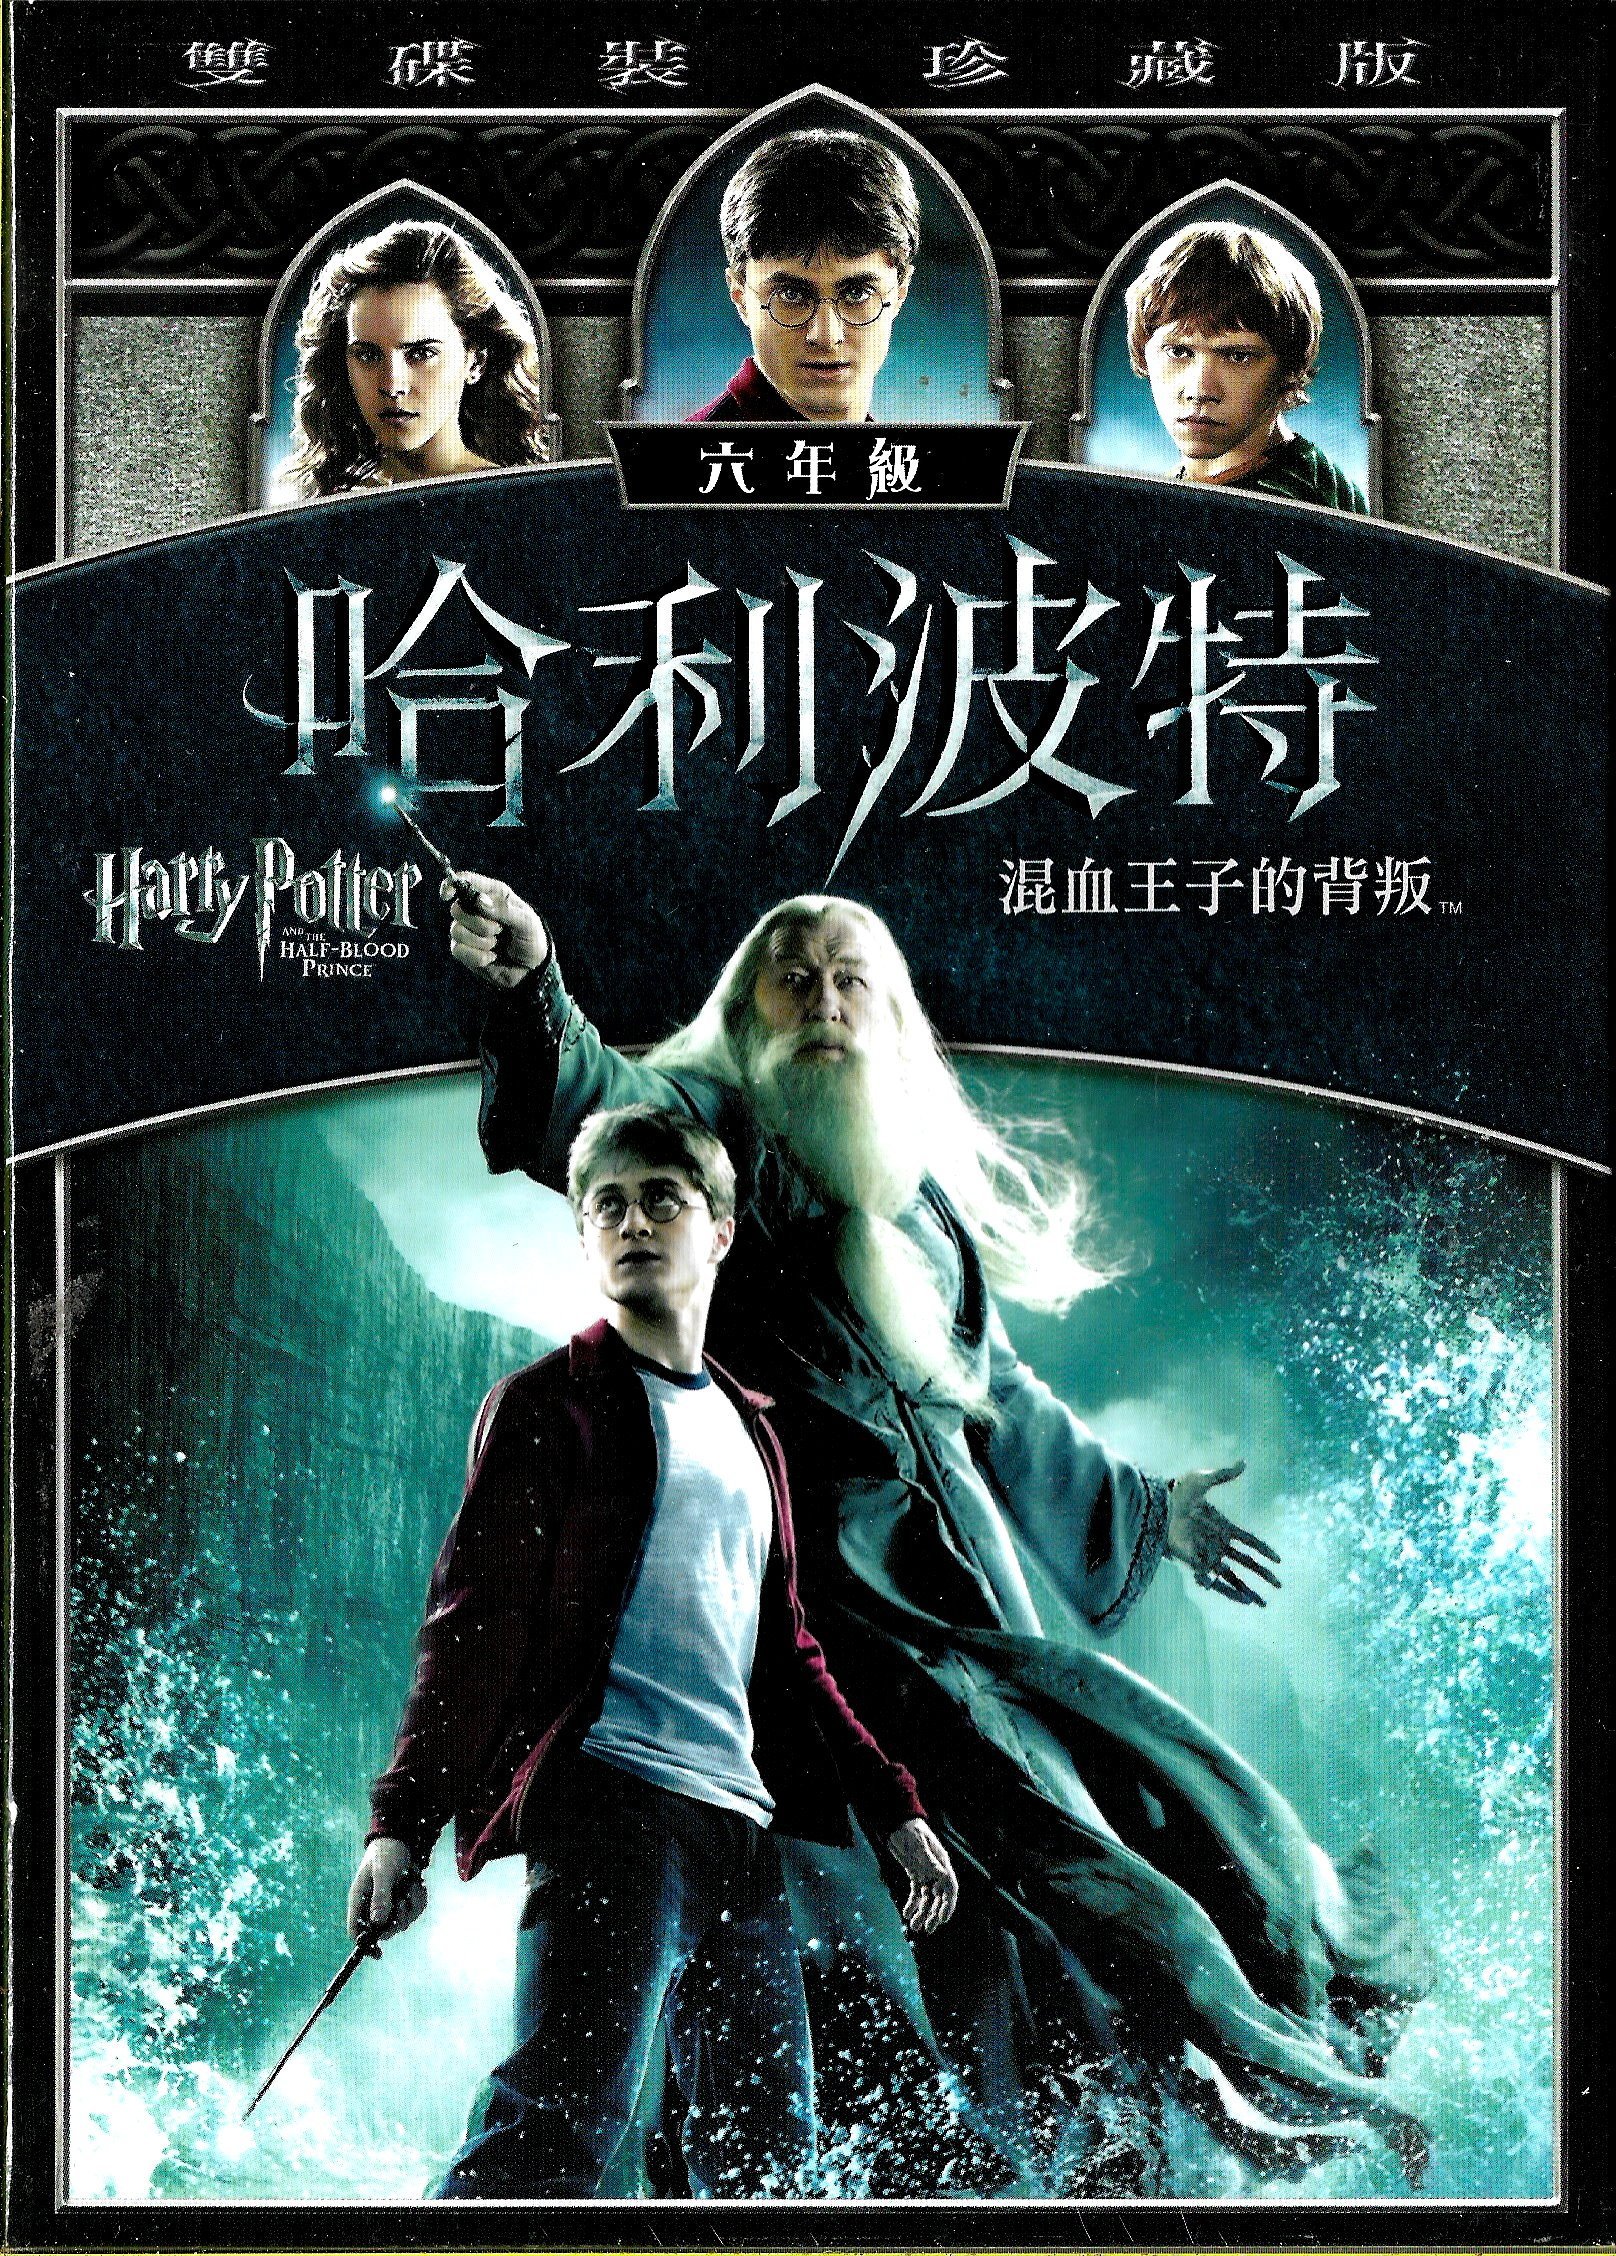 雙碟裝 珍藏版
六年級
哈利波特
Harry Potter
AND THE
HALF-BLOOD
PRINCE
混血王子的背叛™